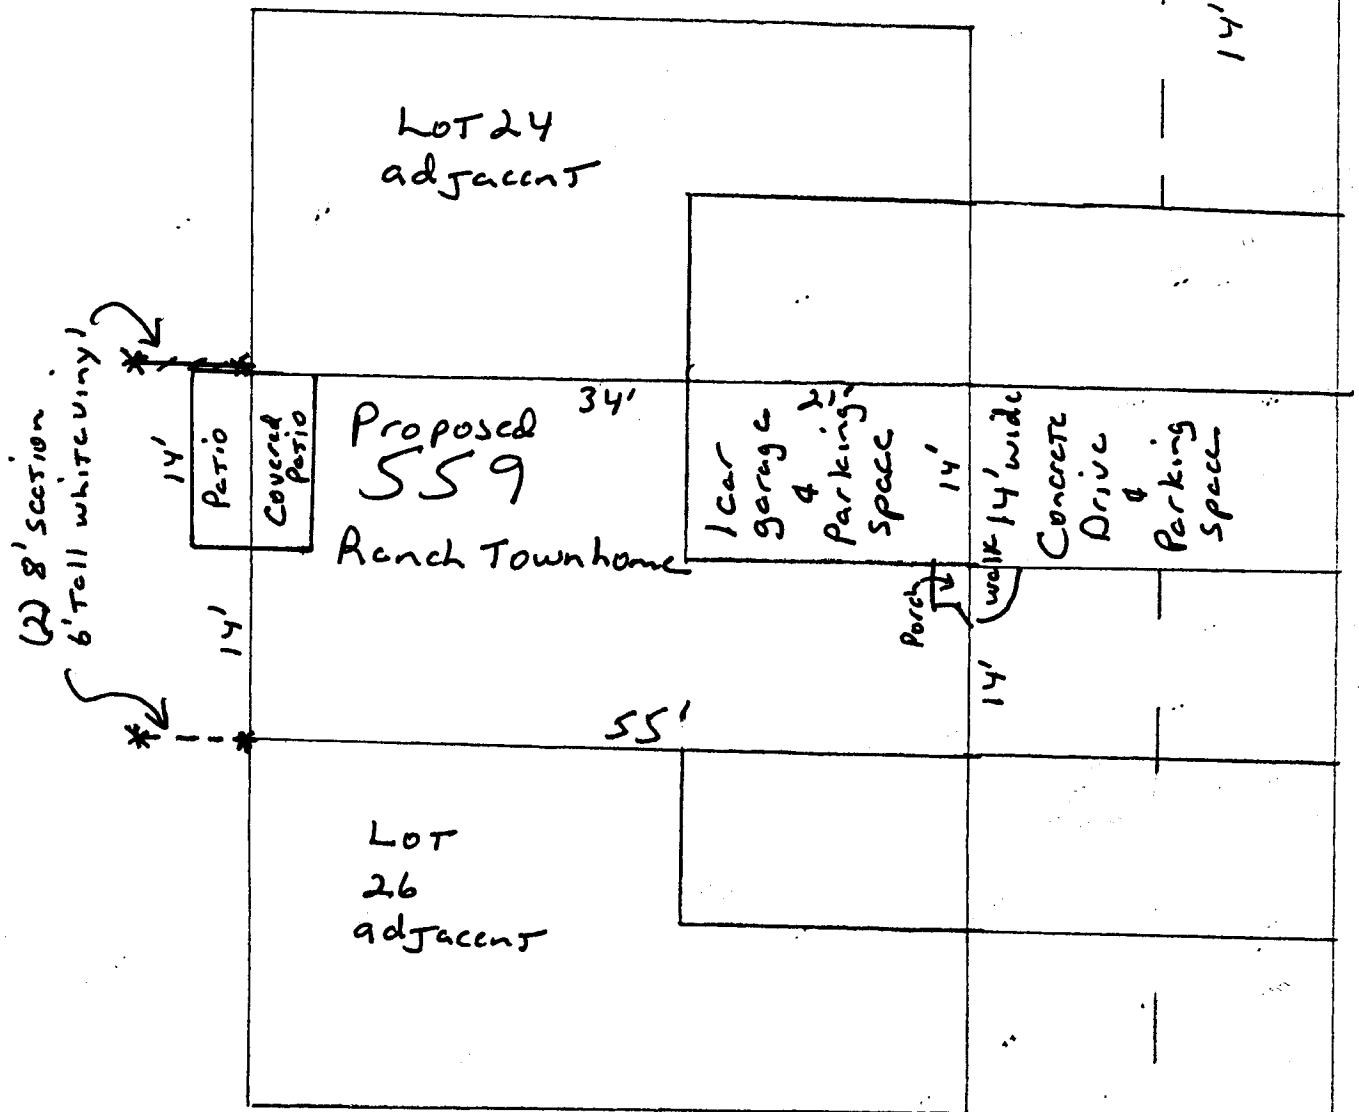 14'
LOT 24
adjacent
(2) 8' section
6' Tall white vinyl
14'
Patio
Covered
Patio
34'
Proposed
559
Ranch Townhome
1 car
garage
&
21'
Parking
Space
14'
14' wide
walk
Concrete
Drive
&
Parking
Space
Porch
14'
14'
55'
LOT
26
adjacent